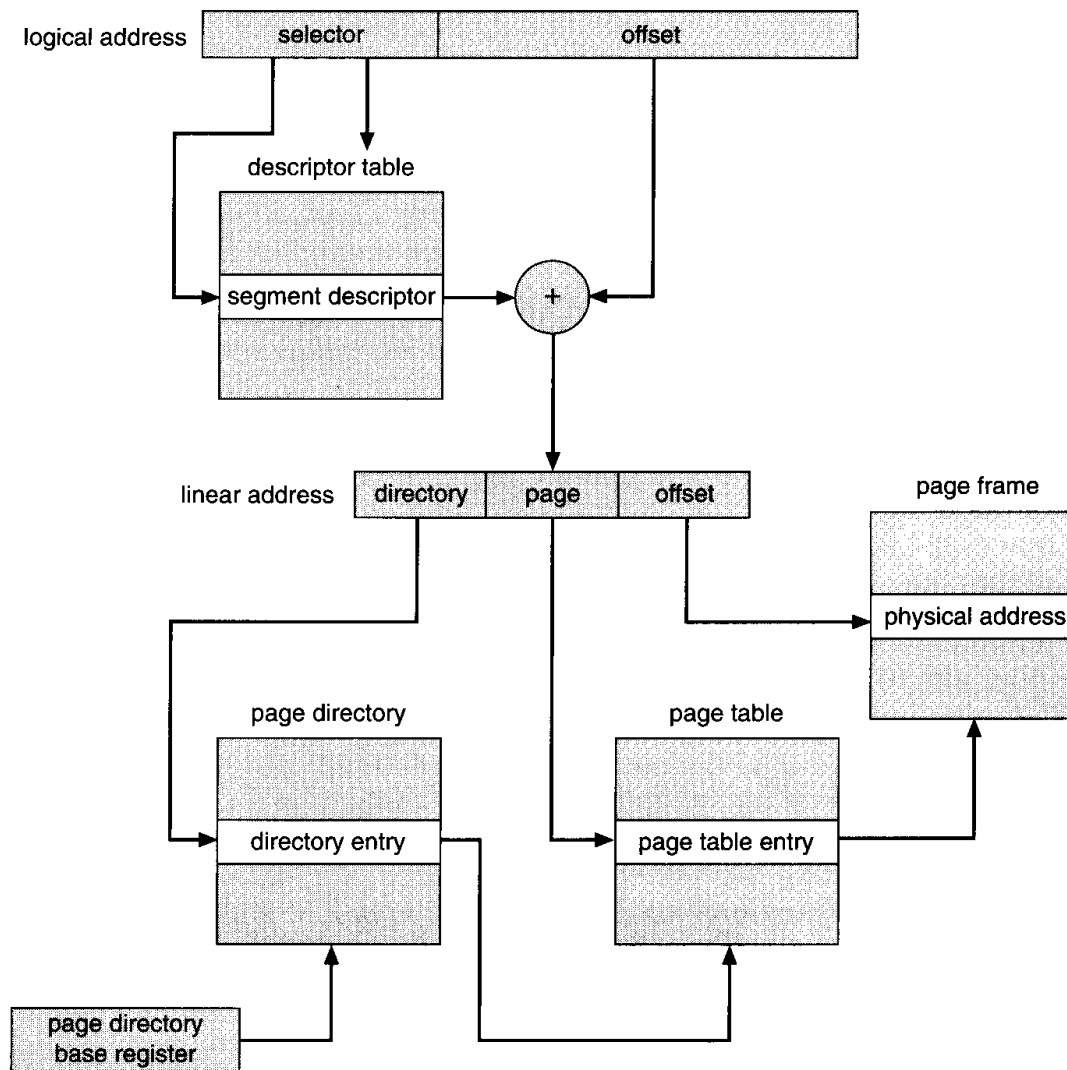 logical address
selector
offset
descriptor table
segment descriptor
+
linear address
directory
page
offset
page frame
physical address
page directory
page table
directory entry
page table entry
page directory
base register